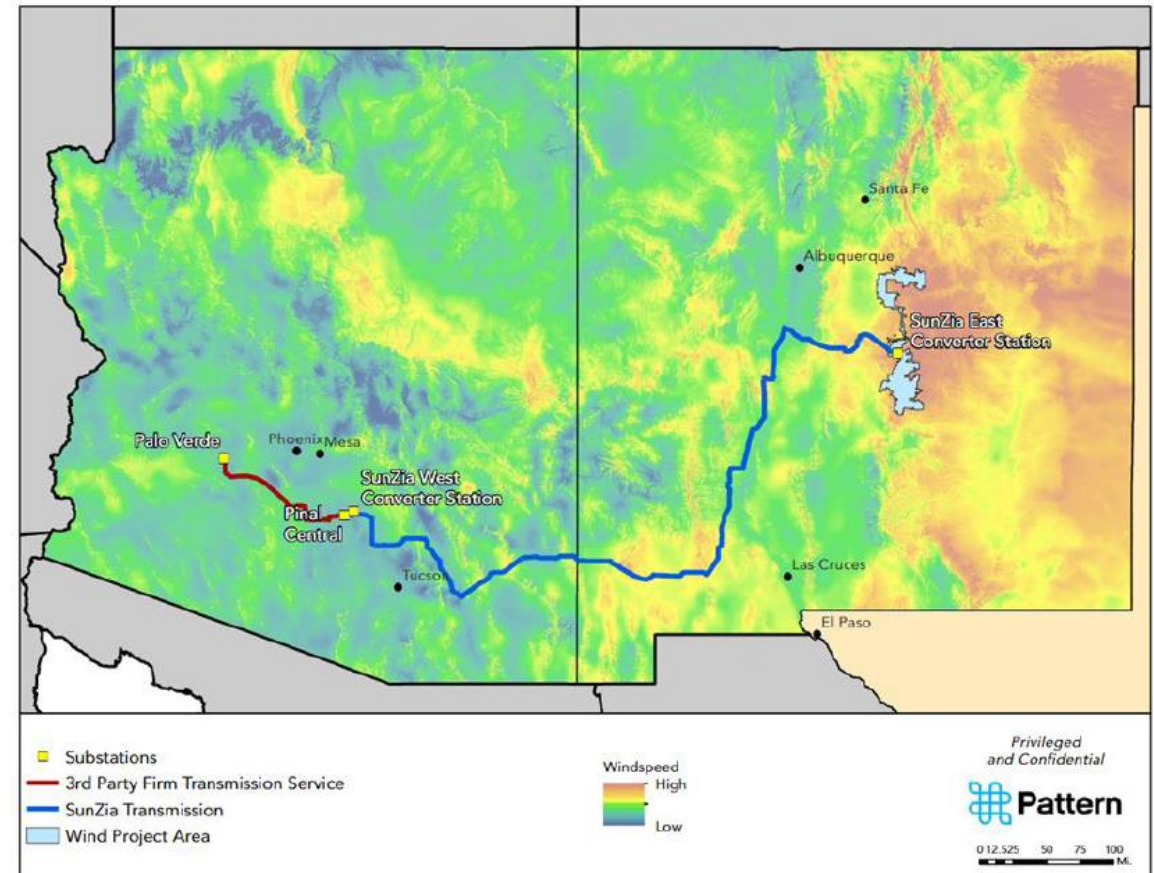 Santa Fe
Albuquerque
SunZia East
Converter Station
Palo Verde
Phoenix
Mesa
SunZia West
Converter Station
Pinal
Central
Tucson
Las Cruces
El Paso
Substations
3rd Party Firm Transmission Service
SunZia Transmission
Wind Project Area
Windspeed
High
Low
Privileged
and Confidential
Pattern
0 12.525 50 75 100
Mi.